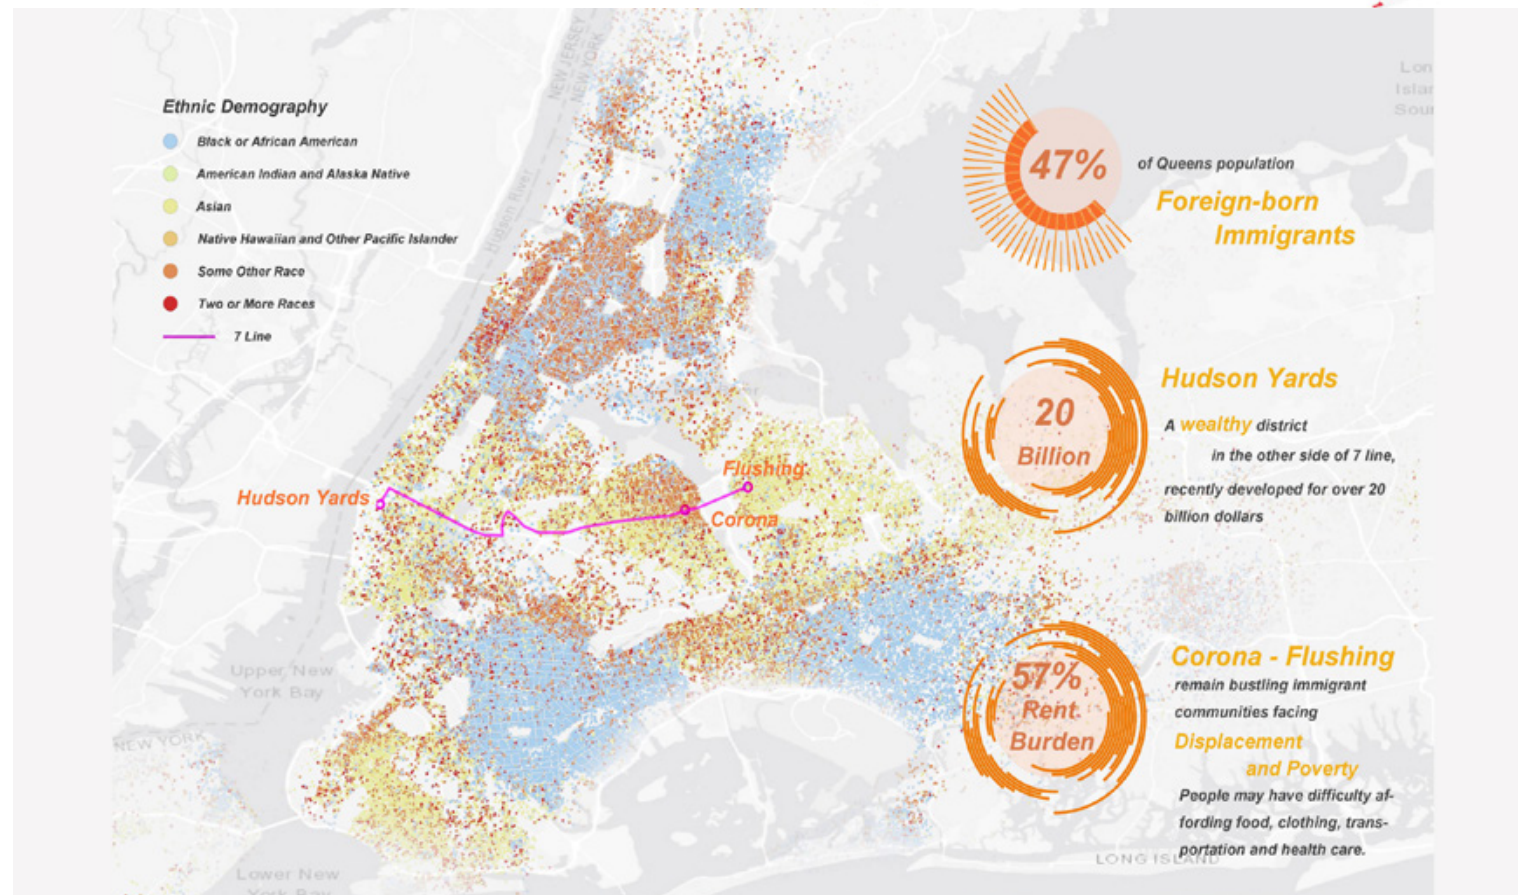 Ethnic Demography
Black or African American
American Indian and Alaska Native
Asian
Native Hawaiian and Other Pacific Islander
Some Other Race
Two or More Races
7 Line
NEW JERSEY
NEW YORK
Hudson River
Hudson Yards
Flushing
Corona
Upper New
York Bay
NEW YORK
Lower New
York Bay
Lon
Islan
Soun
47%
of Queens population
Foreign-born
Immigrants
20
Billion
Hudson Yards
A wealthy district
in the other side of 7 line,
recently developed for over 20
billion dollars
57%
Rent
Burden
Corona - Flushing
remain bustling immigrant
communities facing
Displacement
and Poverty
People may have difficulty af-
fording food, clothing, trans-
portation and health care.
LONG ISLAND